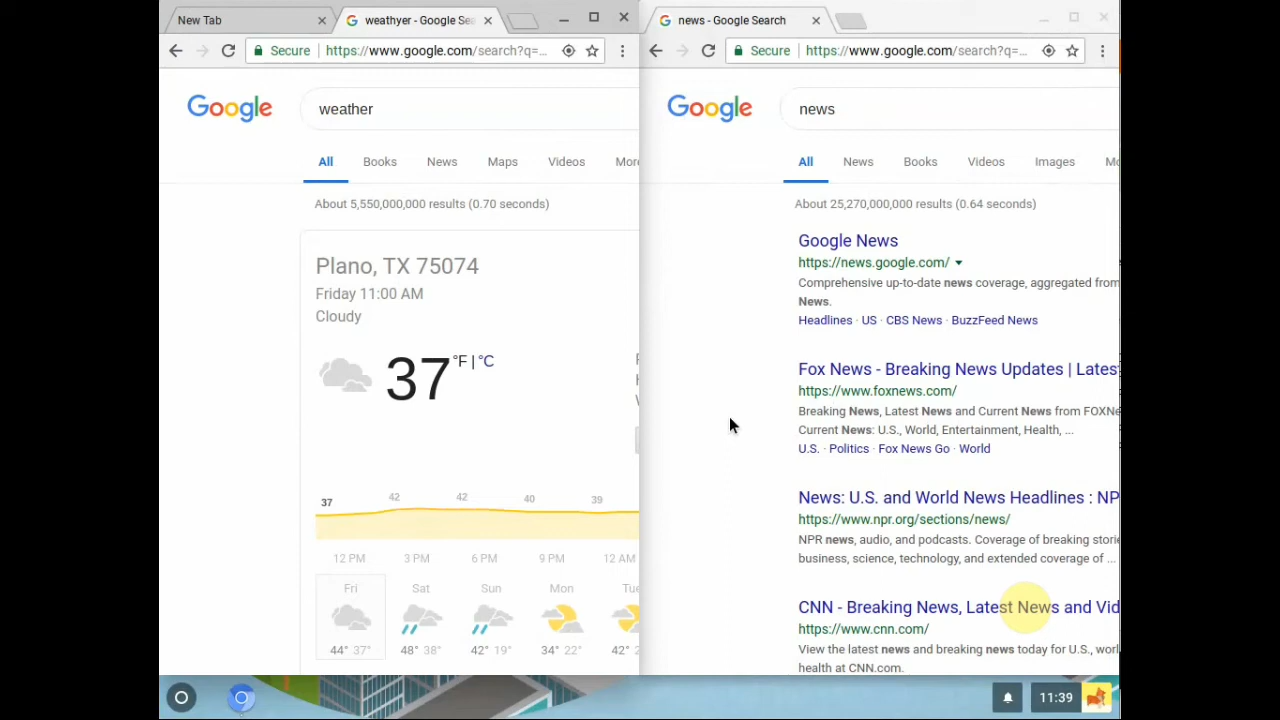 New Tab
weathyer - Google Sea
Secure
https://www.google.com/search?q=...
Google
weather
All Books News Maps Videos More
About 5,550,000,000 results (0.70 seconds)
Plano, TX 75074
Friday 11:00 AM
Cloudy
37 °F | °C
37 42 42 40 39
12 PM 3 PM 6 PM 9 PM 12 AM
Fri Sat Sun Mon Tue
44° 37° 48° 38° 42° 19° 34° 22° 42°
news - Google Search
Secure
https://www.google.com/search?q=...
Google
news
All News Books Videos Images
About 25,270,000,000 results (0.64 seconds)
Google News
https://news.google.com/
Comprehensive up-to-date news coverage, aggregated from
News.
Headlines · US · CBS News · BuzzFeed News
Fox News - Breaking News Updates | Latest
https://www.foxnews.com/
Breaking News, Latest News and Current News from FOXNe
Current News: U.S., World, Entertainment, Health, ...
U.S. · Politics · Fox News Go · World
News: U.S. and World News Headlines : NP
https://www.npr.org/sections/news/
NPR news, audio, and podcasts. Coverage of breaking storie
business, science, technology, and extended coverage of ...
CNN - Breaking News, Latest News and Vid
https://www.cnn.com/
View the latest news and breaking news today for U.S., worl
health at CNN.com.
11:39